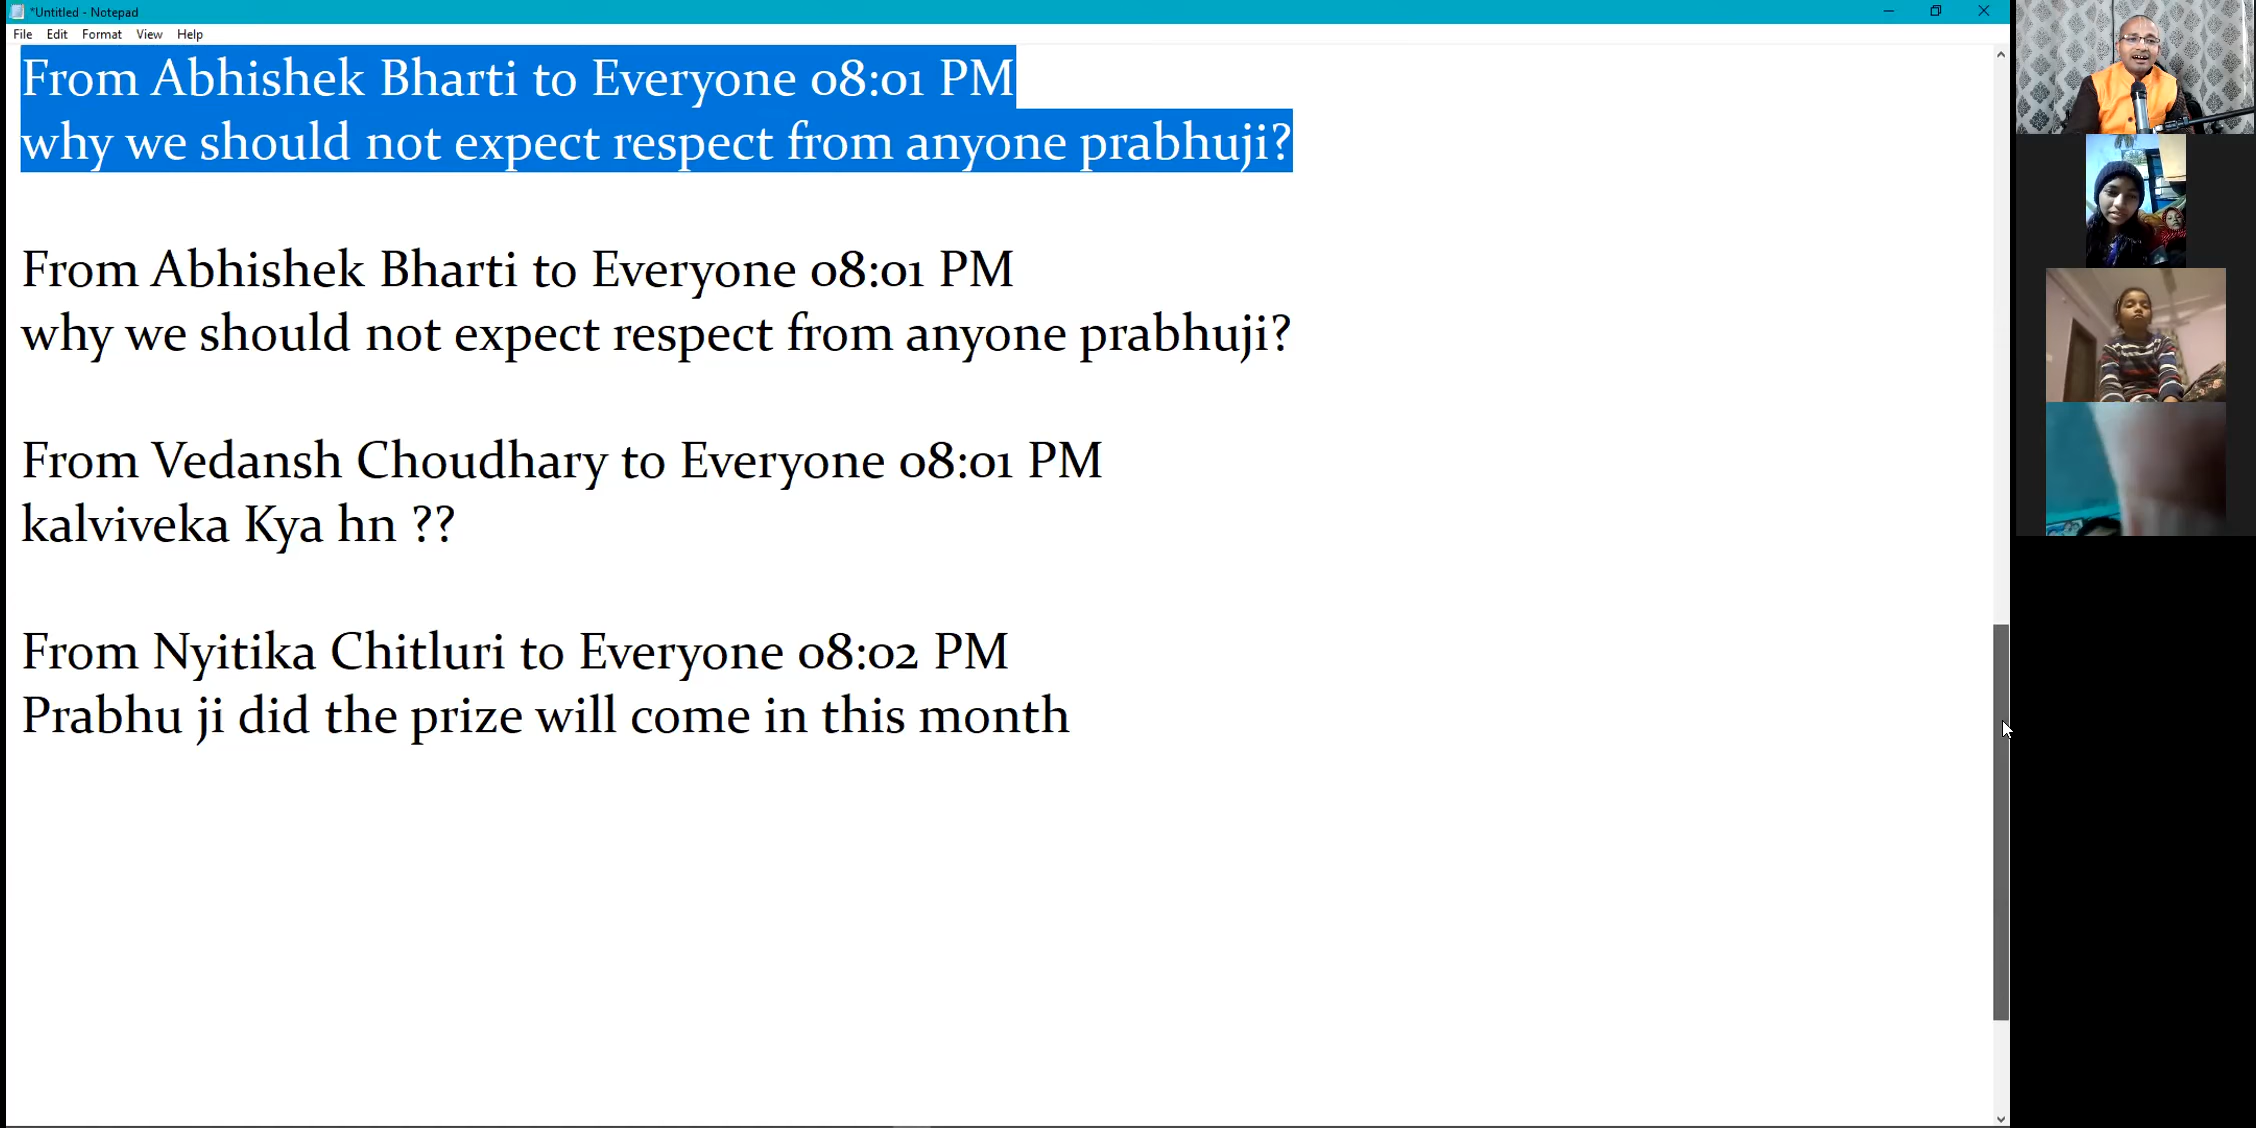 *Untitled - Notepad
File Edit Format View Help
From Abhishek Bharti to Everyone 08:01 PM
why we should not expect respect from anyone prabhuji?
From Abhishek Bharti to Everyone 08:01 PM
why we should not expect respect from anyone prabhuji?
From Vedansh Choudhary to Everyone 08:01 PM
kalviveka Kya hn ??
From Nyitika Chitluri to Everyone 08:02 PM
Prabhu ji did the prize will come in this month